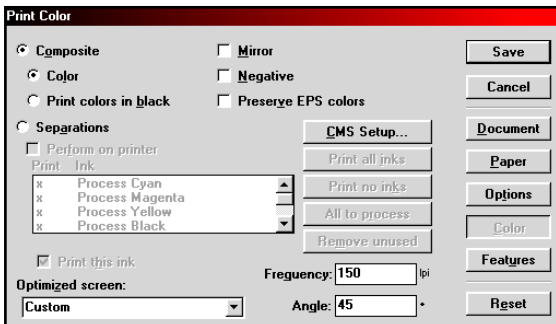 Print Color
Composite
Color
Print colors in black
Mirror
Negative
Preserve EPS colors
Separations
Perform on printer
Print Ink
x Process Cyan
x Process Magenta
x Process Yellow
x Process Black
Print this ink
Optimized screen:
Custom
CMS Setup...
Print all inks
Print no inks
All to process
Remove unused
Frequency: 150 lpi
Angle: 45 °
Save
Cancel
Document
Paper
Options
Color
Features
Reset